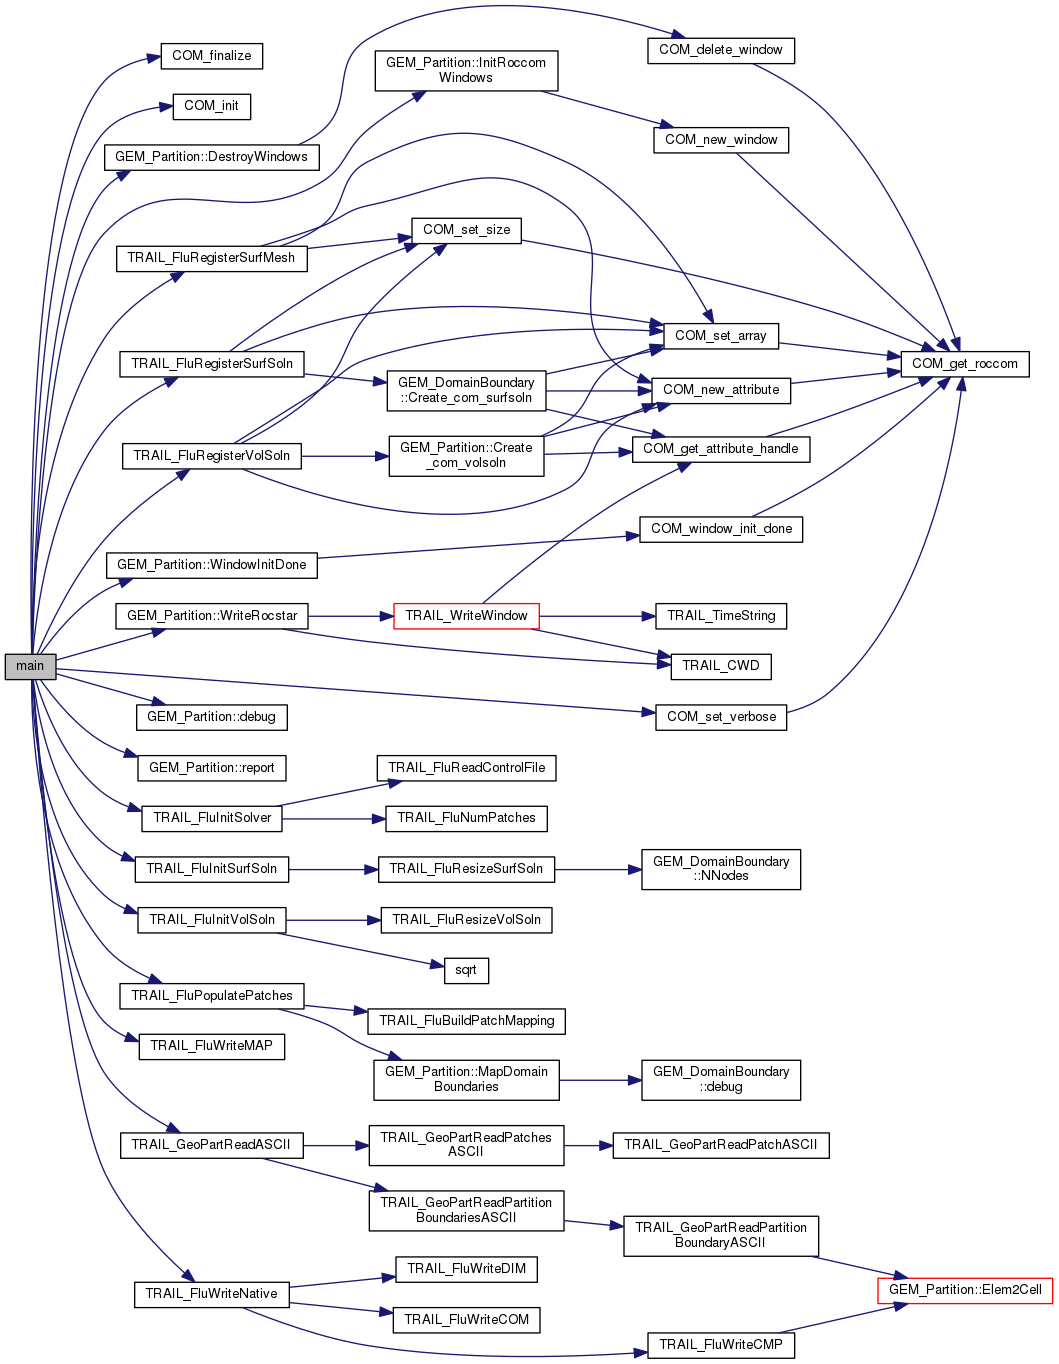 COM_finalize
COM_delete_window
GEM_Partition::InitRoccom
Windows
COM_init
COM_new_window
GEM_Partition::DestroyWindows
COM_set_size
TRAIL_FluRegisterSurfMesh
COM_set_array
TRAIL_FluRegisterSurfSoln
COM_get_roccom
GEM_DomainBoundary
::Create_com_surfsoln
COM_new_attribute
TRAIL_FluRegisterVolSoln
GEM_Partition::Create
_com_volsoln
COM_get_attribute_handle
COM_window_init_done
GEM_Partition::WindowInitDone
GEM_Partition::WriteRocstar
TRAIL_WriteWindow
TRAIL_TimeString
main
TRAIL_CWD
GEM_Partition::debug
COM_set_verbose
GEM_Partition::report
TRAIL_FluReadControlFile
TRAIL_FluInitSolver
TRAIL_FluNumPatches
TRAIL_FluInitSurfSoln
TRAIL_FluResizeSurfSoln
GEM_DomainBoundary
::NNodes
TRAIL_FluInitVolSoln
TRAIL_FluResizeVolSoln
sqrt
TRAIL_FluPopulatePatches
TRAIL_FluBuildPatchMapping
TRAIL_FluWriteMAP
GEM_Partition::MapDomain
Boundaries
GEM_DomainBoundary
::debug
TRAIL_GeoPartReadASCII
TRAIL_GeoPartReadPatches
ASCII
TRAIL_GeoPartReadPatchASCII
TRAIL_GeoPartReadPartition
BoundariesASCII
TRAIL_GeoPartReadPartition
BoundaryASCII
TRAIL_FluWriteNative
TRAIL_FluWriteDIM
GEM_Partition::Elem2Cell
TRAIL_FluWriteCOM
TRAIL_FluWriteCMP